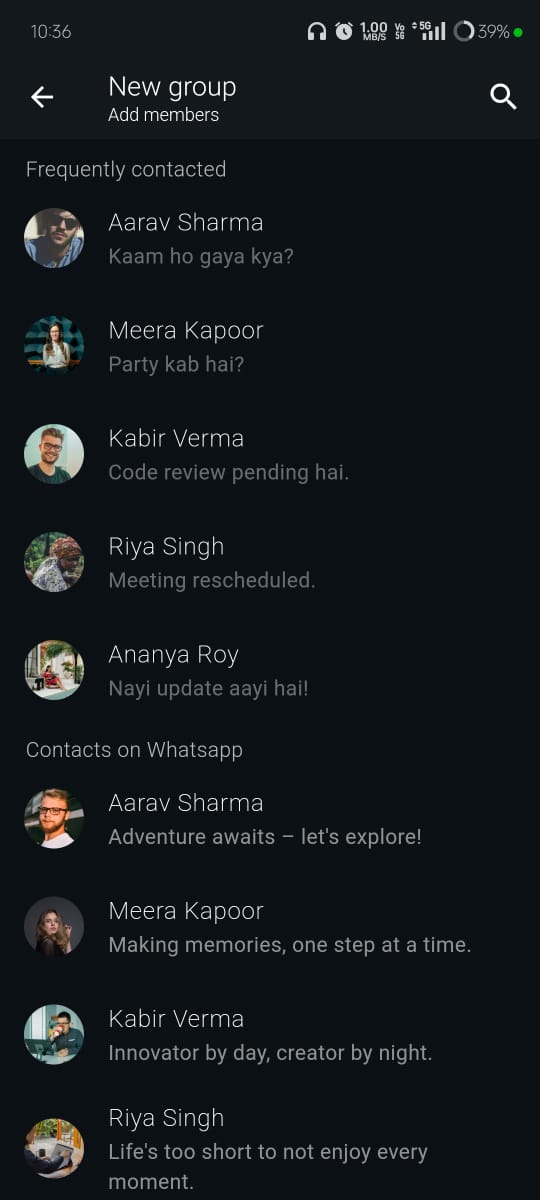 10:36
1.00 MB/S
Vo 5G
5G
39%
New group
Add members
Frequently contacted
Aarav Sharma
Kaam ho gaya kya?
Meera Kapoor
Party kab hai?
Kabir Verma
Code review pending hai.
Riya Singh
Meeting rescheduled.
Ananya Roy
Nayi update aayi hai!
Contacts on Whatsapp
Aarav Sharma
Adventure awaits – let's explore!
Meera Kapoor
Making memories, one step at a time.
Kabir Verma
Innovator by day, creator by night.
Riya Singh
Life's too short to not enjoy every
moment.